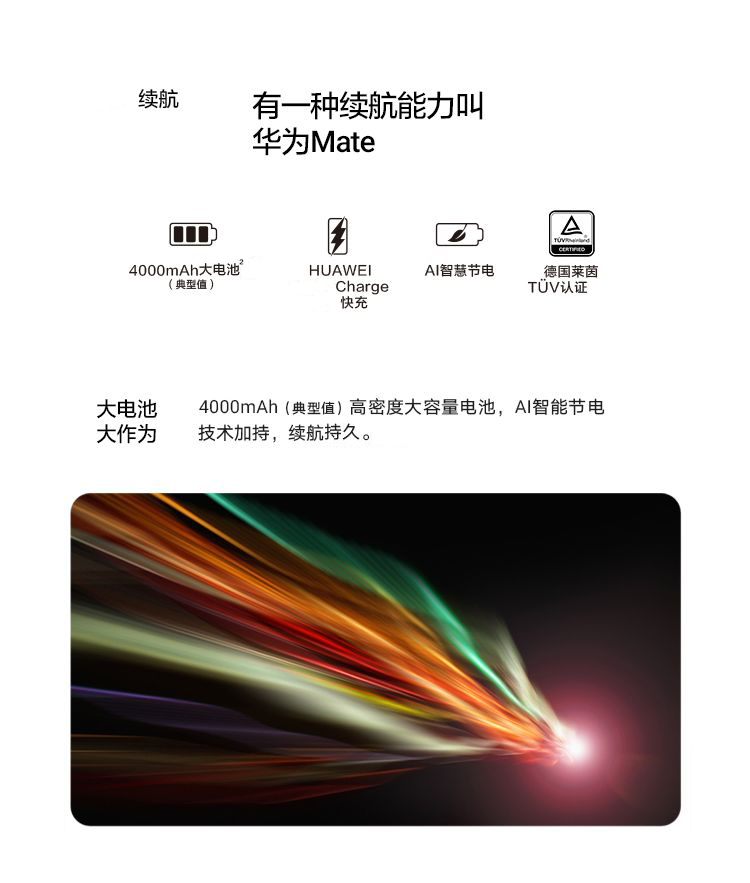 续航
有一种续航能力叫
华为Mate
4000mAh大电池2
(典型值)
HUAWEI
Charge
快充
AI智慧节电
TÜVRheinland®
CERTIFIED
德国莱茵
TÜV认证
大电池
大作为
4000mAh (典型值) 高密度大容量电池，AI智能节电
技术加持，续航持久。